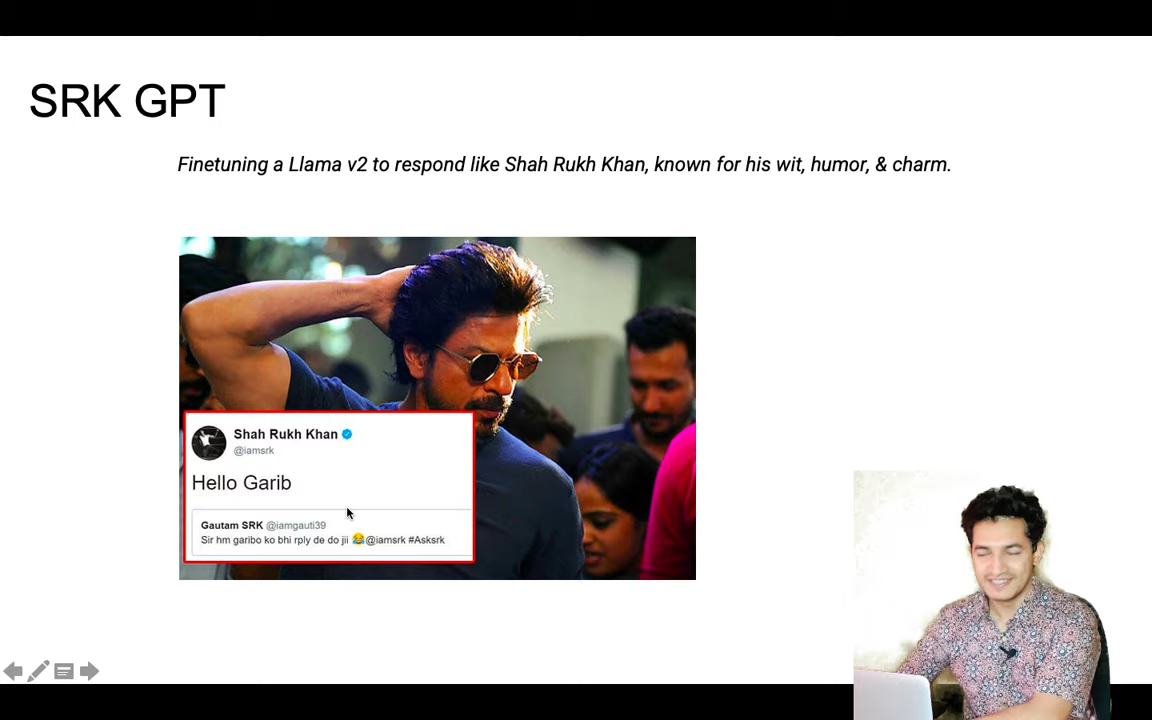 SRK GPT
Finetuning a Llama v2 to respond like Shah Rukh Khan, known for his wit, humor, & charm.
Shah Rukh Khan
@iamsrk
Hello Garib
Gautam SRK @iamgauti39
Sir hm garibo ko bhi rply de do jii 😂@iamsrk #Asksrk